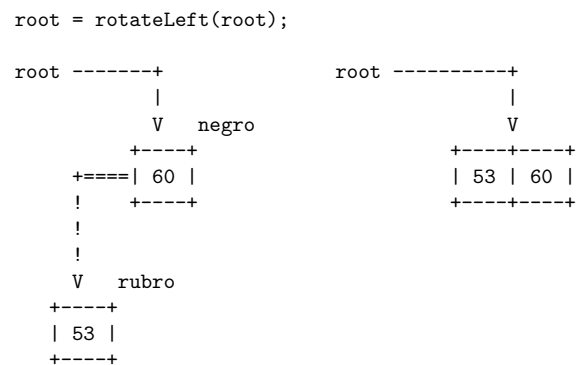 root = rotateLeft(root);
root -------+                 root ----------+
            |                                |
            V   negro                        V
          +----+                        +----+----+
     +====| 60 |                        | 53 | 60 |
     !    +----+                        +----+----+
     !
     !
     V   rubro
   +----+
   | 53 |
   +----+